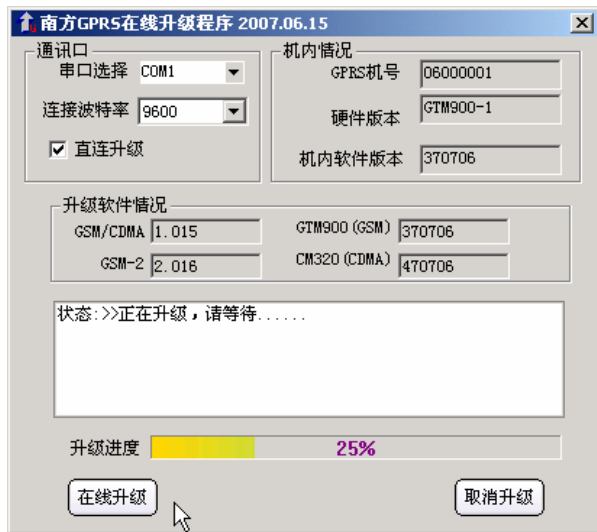 南方GPRS在线升级程序 2007.06.15
通讯口
串口选择 COM1
连接波特率 9600
直连升级
机内情况
GPRS机号 06000001
硬件版本 GTM900-1
机内软件版本 370706
升级软件情况
GSM/CDMA 1.015 GTM900(GSM) 370706
GSM-2 2.016 CM320(CDMA) 470706
状态:>>正在升级，请等待......
升级进度 25%
在线升级 取消升级